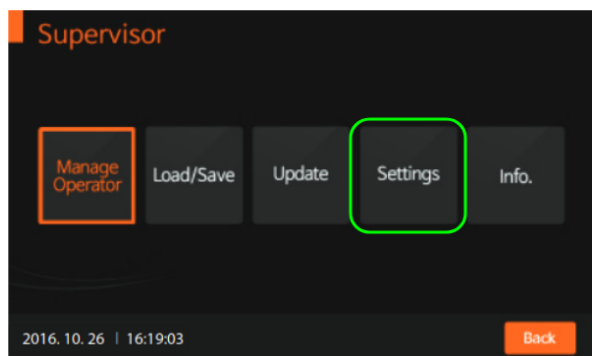 Supervisor
Manage
Operator
Load/Save
Update
Settings
Info.
2016. 10. 26 | 16:19:03
Back